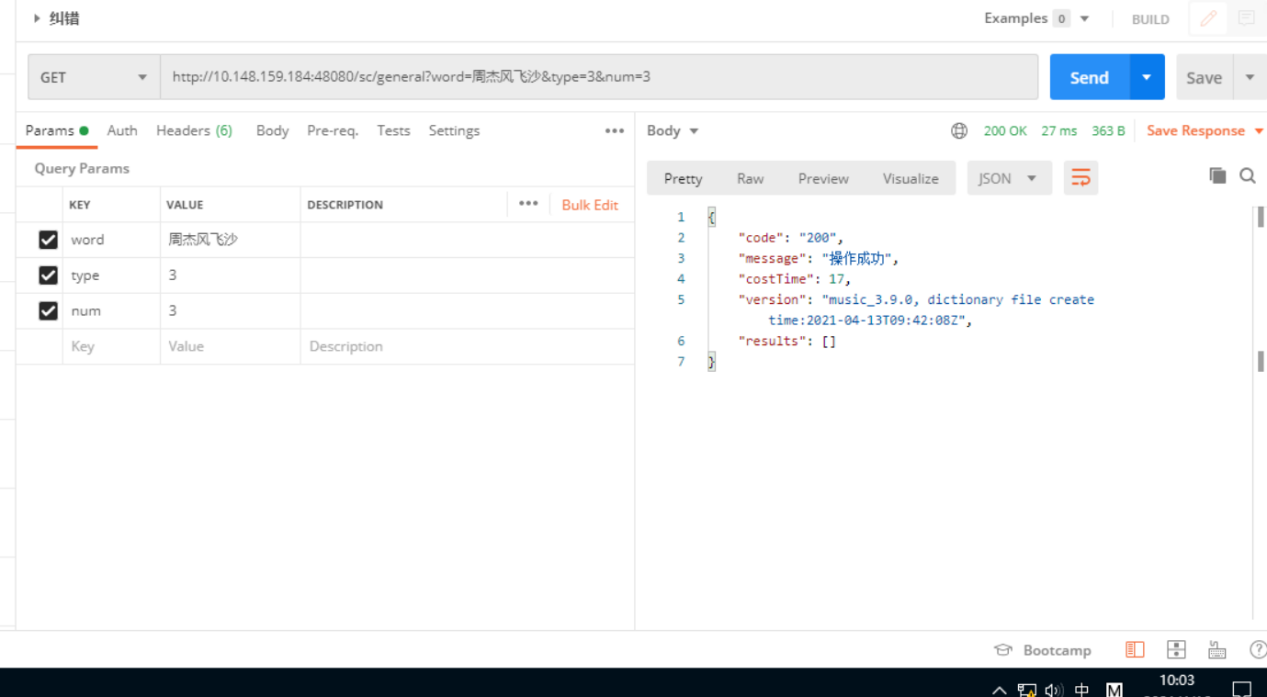 纠错
Examples 0
BUILD
GET
http://10.148.159.184:48080/sc/general?word=周杰风飞沙&type=3&num=3
Send
Save
Params
Auth
Headers (6)
Body
Pre-req.
Tests
Settings
Query Params
KEY
VALUE
DESCRIPTION
Bulk Edit
word
周杰风飞沙
type
3
num
3
Key
Value
Description
Body
200 OK
27 ms
363 B
Save Response
Pretty
Raw
Preview
Visualize
JSON
1 {
2 "code": "200",
3 "message": "操作成功",
4 "costTime": 17,
5 "version": "music_3.9.0, dictionary file create
time:2021-04-13T09:42:08Z",
6 "results": []
7 }
Bootcamp
中
M
10:03